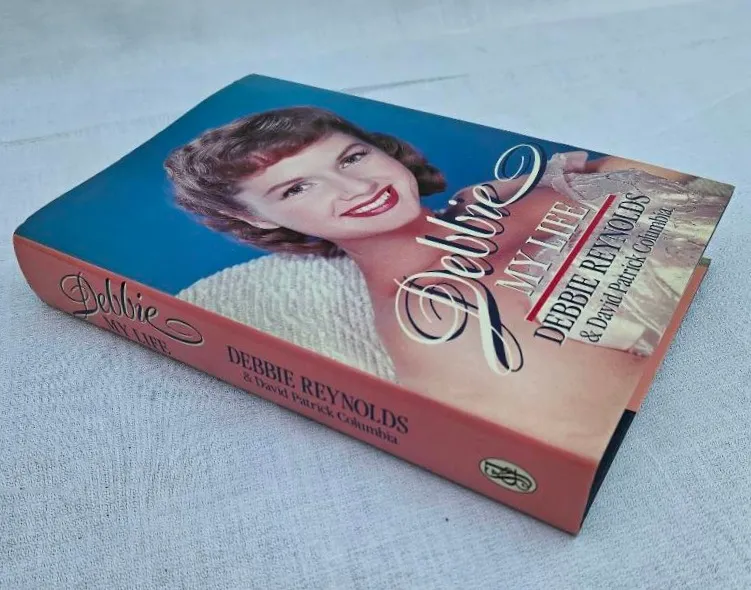 Debbie
MY LIFE
DEBBIE REYNOLDS
& David Patrick Columbia
Debbie
MY LIFE
DEBBIE REYNOLDS
& David Patrick Columbia